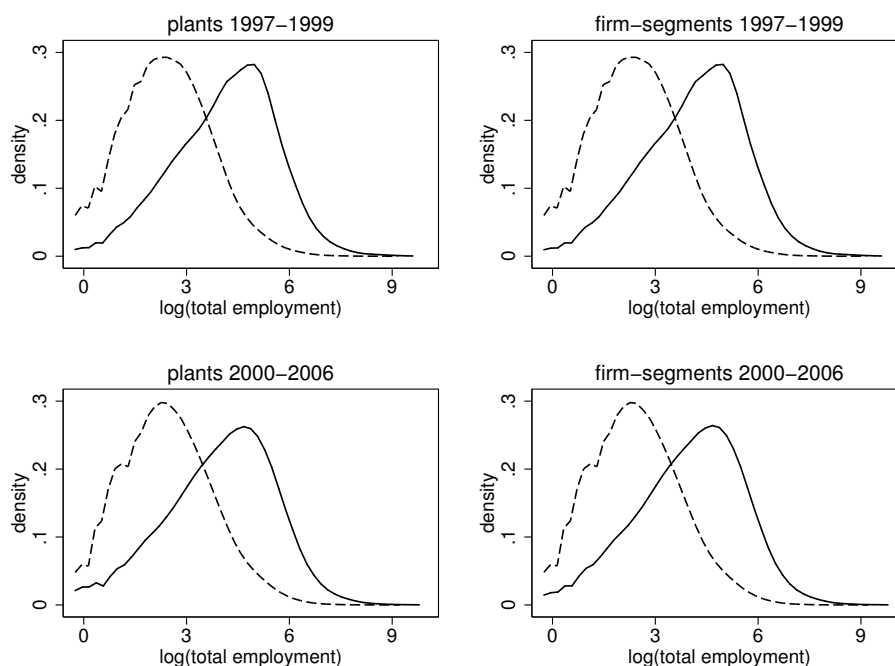 plants 1997−1999
firm−segments 1997−1999
density
.3
.2
.1
0
0 3 6 9
log(total employment)
density
.3
.2
.1
0
0 3 6 9
log(total employment)
plants 2000−2006
firm−segments 2000−2006
density
.3
.2
.1
0
0 3 6 9
log(total employment)
density
.3
.2
.1
0
0 3 6 9
log(total employment)